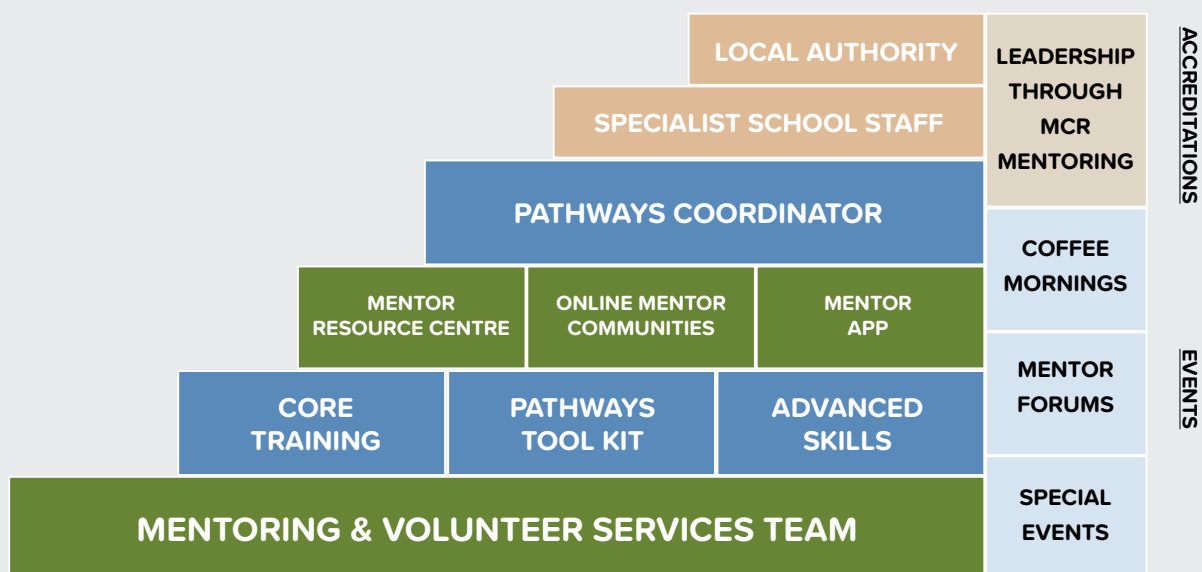 LOCAL AUTHORITY
SPECIALIST SCHOOL STAFF
PATHWAYS COORDINATOR
MENTOR
RESOURCE CENTRE
ONLINE MENTOR
COMMUNITIES
MENTOR
APP
CORE
TRAINING
PATHWAYS
TOOL KIT
ADVANCED
SKILLS
MENTORING & VOLUNTEER SERVICES TEAM
LEADERSHIP
THROUGH
MCR
MENTORING
COFFEE
MORNINGS
MENTOR
FORUMS
SPECIAL
EVENTS
ACCREDITATIONS
EVENTS